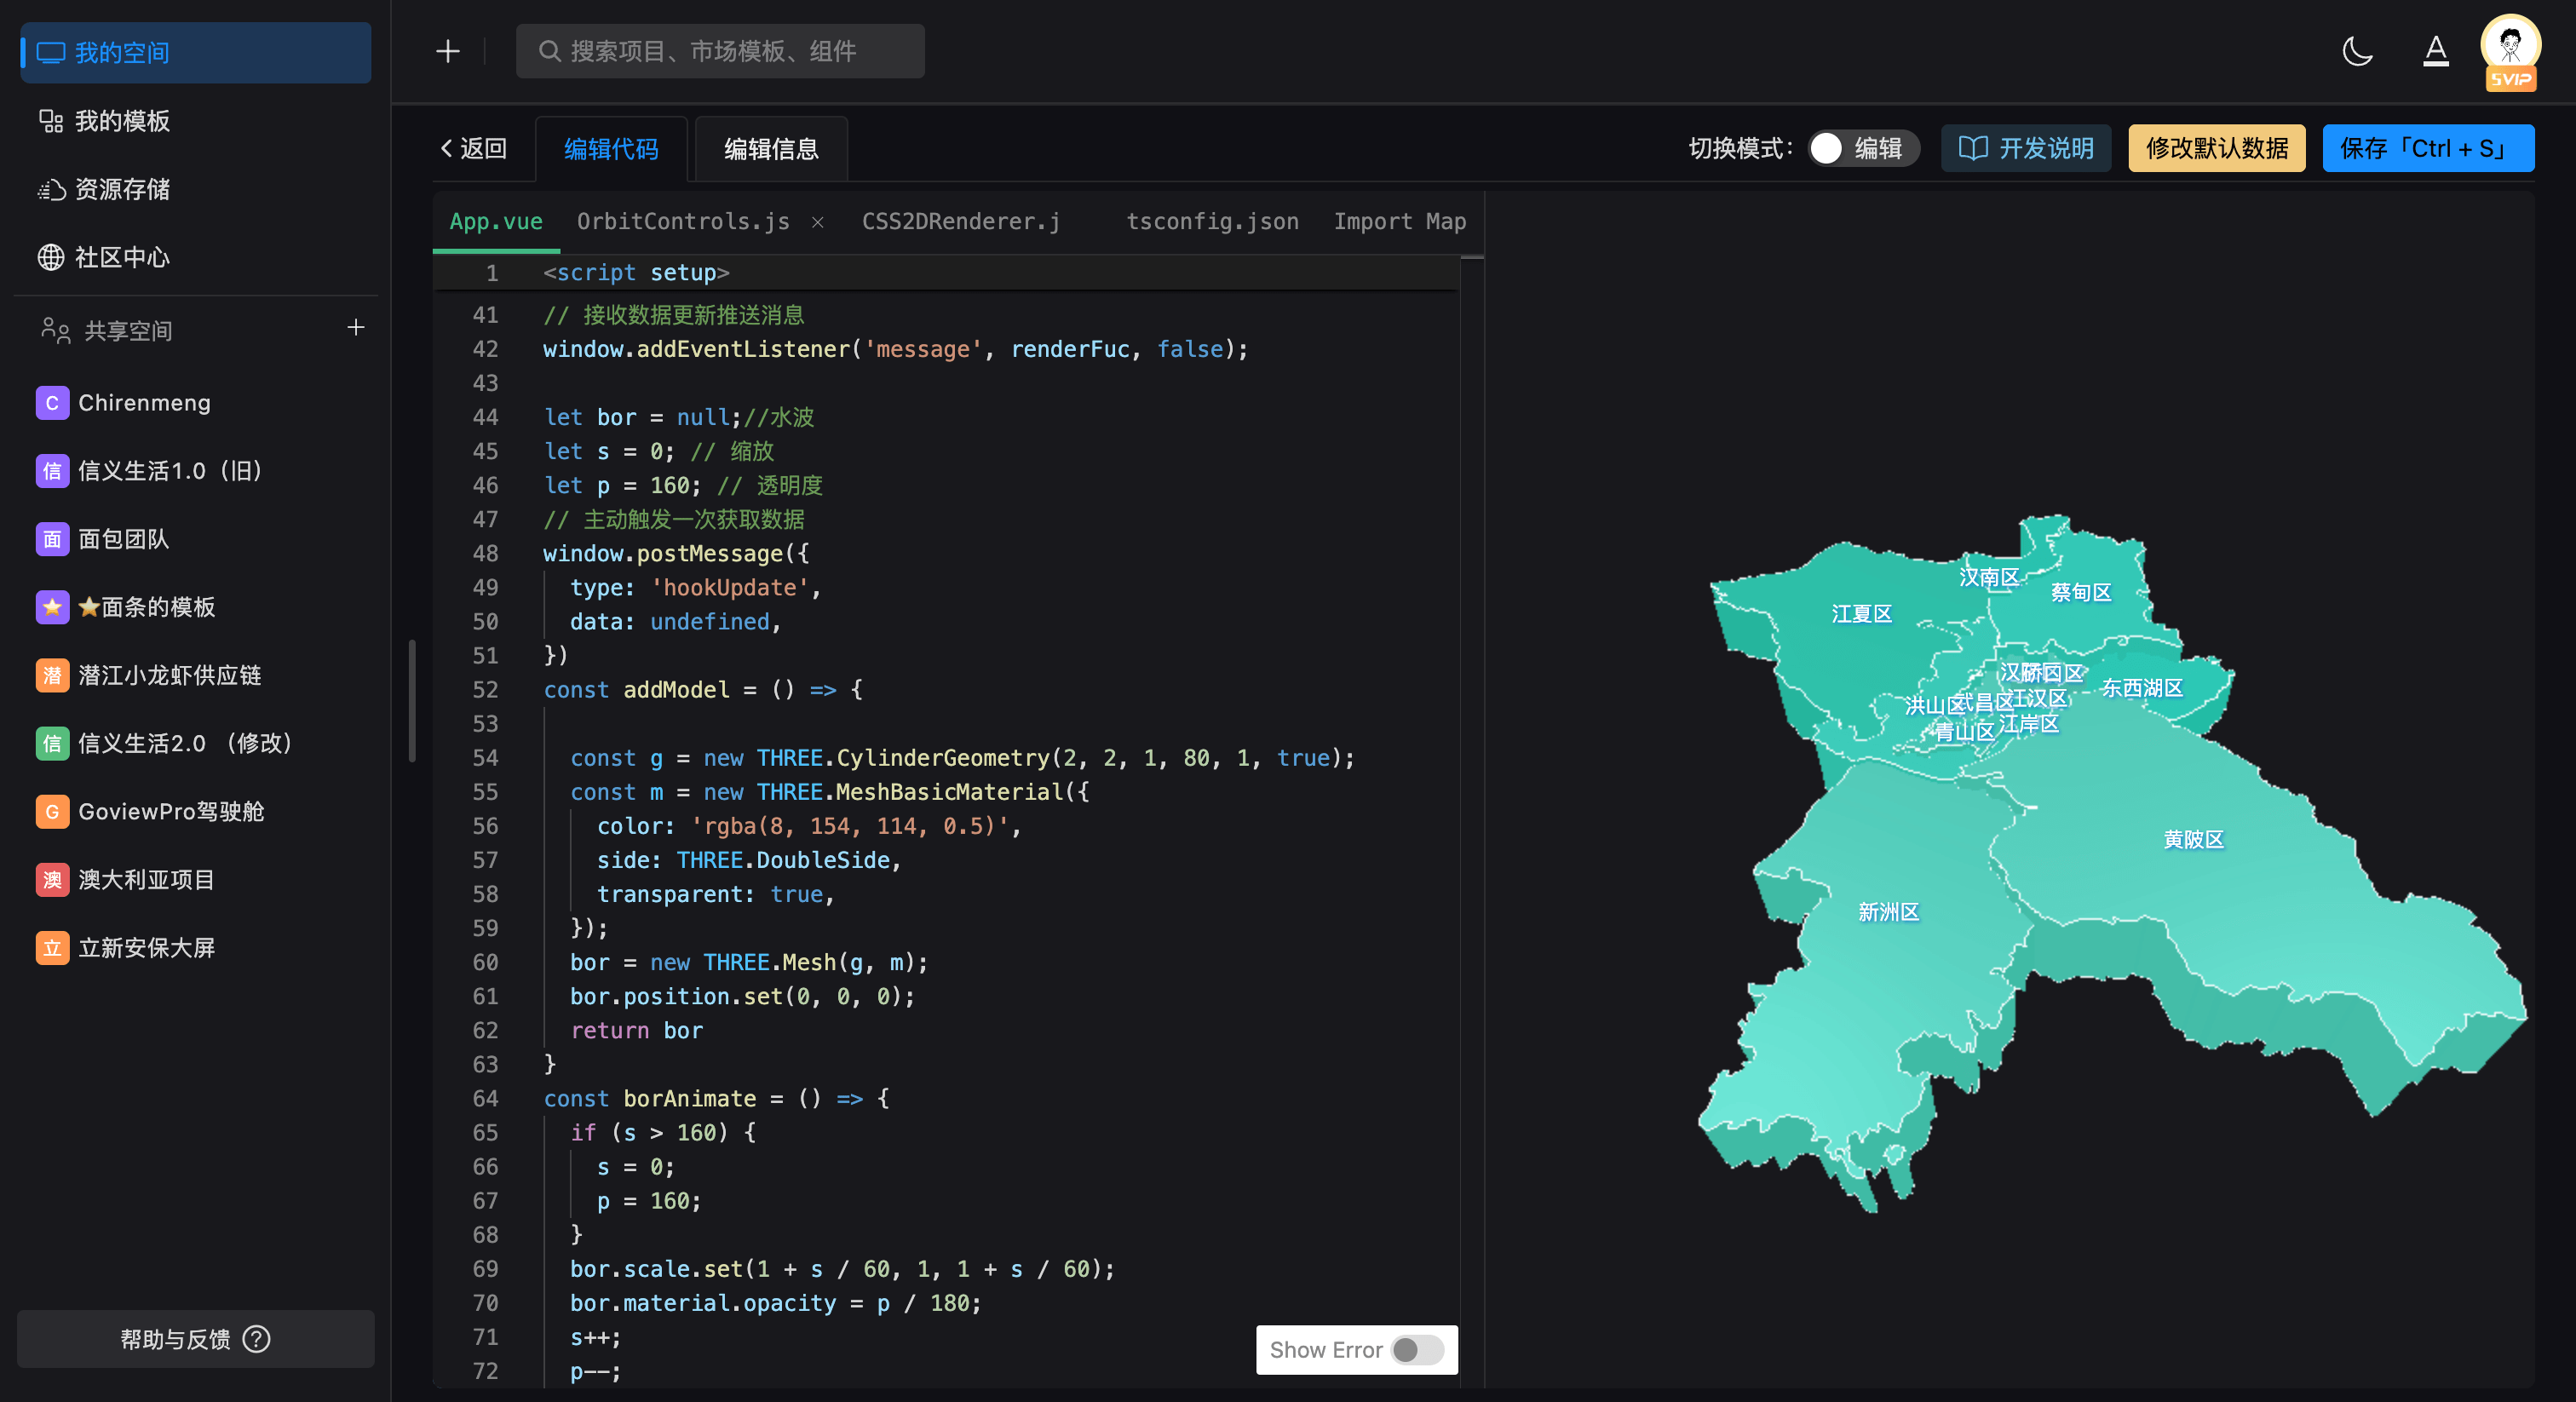 我的空间
我的模板
资源存储
社区中心
共享空间
C Chirenmeng
信 信义生活1.0（旧）
面 面包团队
⭐面条的模板
潜 潜江小龙虾供应链
信 信义生活2.0 （修改）
G GoviewPro驾驶舱
澳 澳大利亚项目
立 立新安保大屏
帮助与反馈
搜索项目、市场模板、组件
SVIP
返回
编辑代码
编辑信息
切换模式：
编辑
开发说明
修改默认数据
保存「Ctrl + S」
App.vue OrbitControls.js × CSS2DRenderer.j tsconfig.json Import Map
1 <script setup>
41 // 接收数据更新推送消息
42 window.addEventListener('message', renderFuc, false);
43
44 let bor = null;//水波
45 let s = 0; // 缩放
46 let p = 160; // 透明度
47 // 主动触发一次获取数据
48 window.postMessage({
49 type: 'hookUpdate',
50 data: undefined,
51 })
52 const addModel = () => {
53
54 const g = new THREE.CylinderGeometry(2, 2, 1, 80, 1, true);
55 const m = new THREE.MeshBasicMaterial({
56 color: 'rgba(8, 154, 114, 0.5)',
57 side: THREE.DoubleSide,
58 transparent: true,
59 });
60 bor = new THREE.Mesh(g, m);
61 bor.position.set(0, 0, 0);
62 return bor
63 }
64 const borAnimate = () => {
65 if (s > 160) {
66 s = 0;
67 p = 160;
68 }
69 bor.scale.set(1 + s / 60, 1, 1 + s / 60);
70 bor.material.opacity = p / 180;
71 s++;
72 p--;
Show Error
汉南区
蔡甸区
江夏区
东西湖区
洪山区
武昌区
江汉区
江岸区
青山区
黄陂区
新洲区